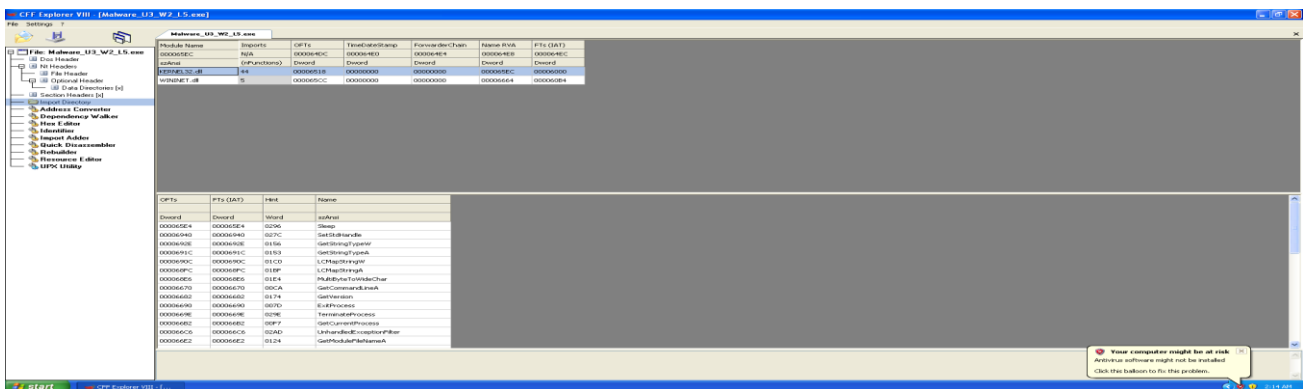 CFF Explorer VIII - [Malware_U3_W2_L5.exe]
File Settings ?
Malware_U3_W2_L5.exe
File: Malware_U3_W2_L5.exe
Dos Header
Nt Headers
File Header
Optional Header
Data Directories [x]
Section Headers [x]
Import Directory
Address Converter
Dependency Walker
Hex Editor
Identifier
Import Adder
Quick Disassembler
Rebuilder
Resource Editor
UPX Utility
Module Name Imports OFTs TimeDateStamp ForwarderChain Name RVA FTs (IAT)
000065EC N/A 000064DC 000064E0 000064E4 000064E8 000064EC
szAnsi (nFunctions) Dword Dword Dword Dword Dword
KERNEL32.dll 44 00006518 00000000 00000000 000065EC 00006000
WININET.dll 5 000065CC 00000000 00000000 00006664 000060B4
OFTs FTs (IAT) Hint Name
Dword Dword Word szAnsi
000065E4 000065E4 0296 Sleep
00006940 00006940 027C SetStdHandle
0000692E 0000692E 0156 GetStringTypeW
0000691C 0000691C 0153 GetStringTypeA
0000690C 0000690C 01C0 LCMapStringW
000068FC 000068FC 01BF LCMapStringA
000068E6 000068E6 01E4 MultiByteToWideChar
00006670 00006670 00CA GetCommandLineA
00006682 00006682 0174 GetVersion
00006690 00006690 007D ExitProcess
0000669E 0000669E 029E TerminateProcess
000066B2 000066B2 00F7 GetCurrentProcess
000066C6 000066C6 02AD UnhandledExceptionFilter
000066E2 000066E2 0124 GetModuleFileNameA
Your computer might be at risk
Antivirus software might not be installed
Click this balloon to fix this problem.
start
CFF Explorer VIII - [...
2:14 AM